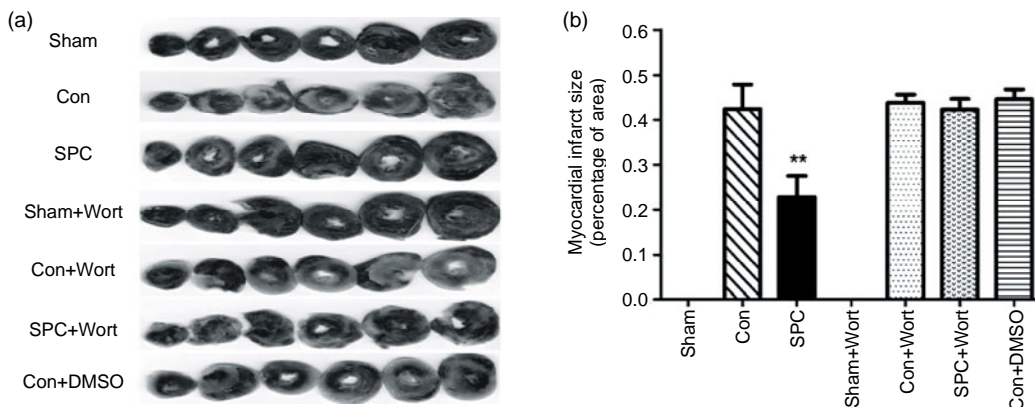 (a)
Sham
Con
SPC
Sham+Wort
Con+Wort
SPC+Wort
Con+DMSO
(b)
Myocardial infarct size
(percentage of area)
0.6
0.5
0.4
0.3
0.2
0.1
0.0
**
Sham
Con
SPC
Sham+Wort
Con+Wort
SPC+Wort
Con+DMSO